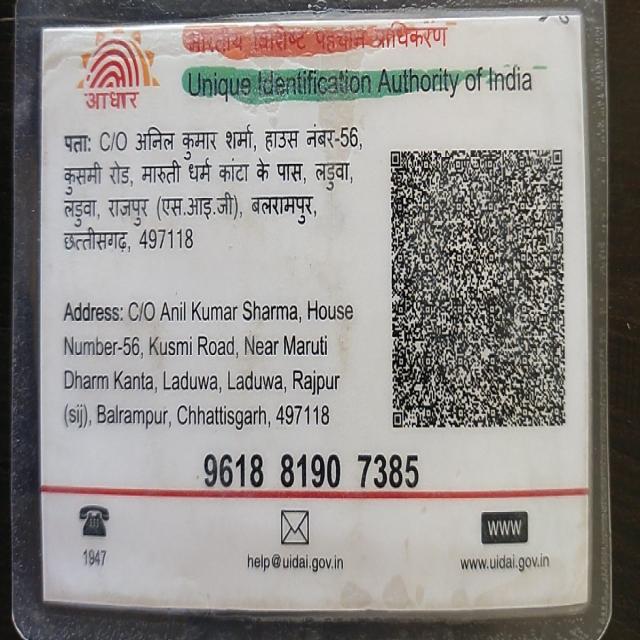 भारतीय विशिष्ट पहचान प्राधिकरण
Unique Identification Authority of India
आधार
पता: C/O अनिल कुमार शर्मा, हाउस नंबर-56,
कुसमी रोड, मारुती धर्म कांटा के पास, लडुवा,
लडुवा, राजपुर (एस.आइ.जी), बलरामपुर,
छत्तीसगढ़, 497118
Address: C/O Anil Kumar Sharma, House
Number-56, Kusmi Road, Near Maruti
Dharm Kanta, Laduwa, Laduwa, Rajpur
(sij), Balrampur, Chhattisgarh, 497118
9618 8190 7385
1947
help@uidai.gov.in
WWW
www.uidai.gov.in